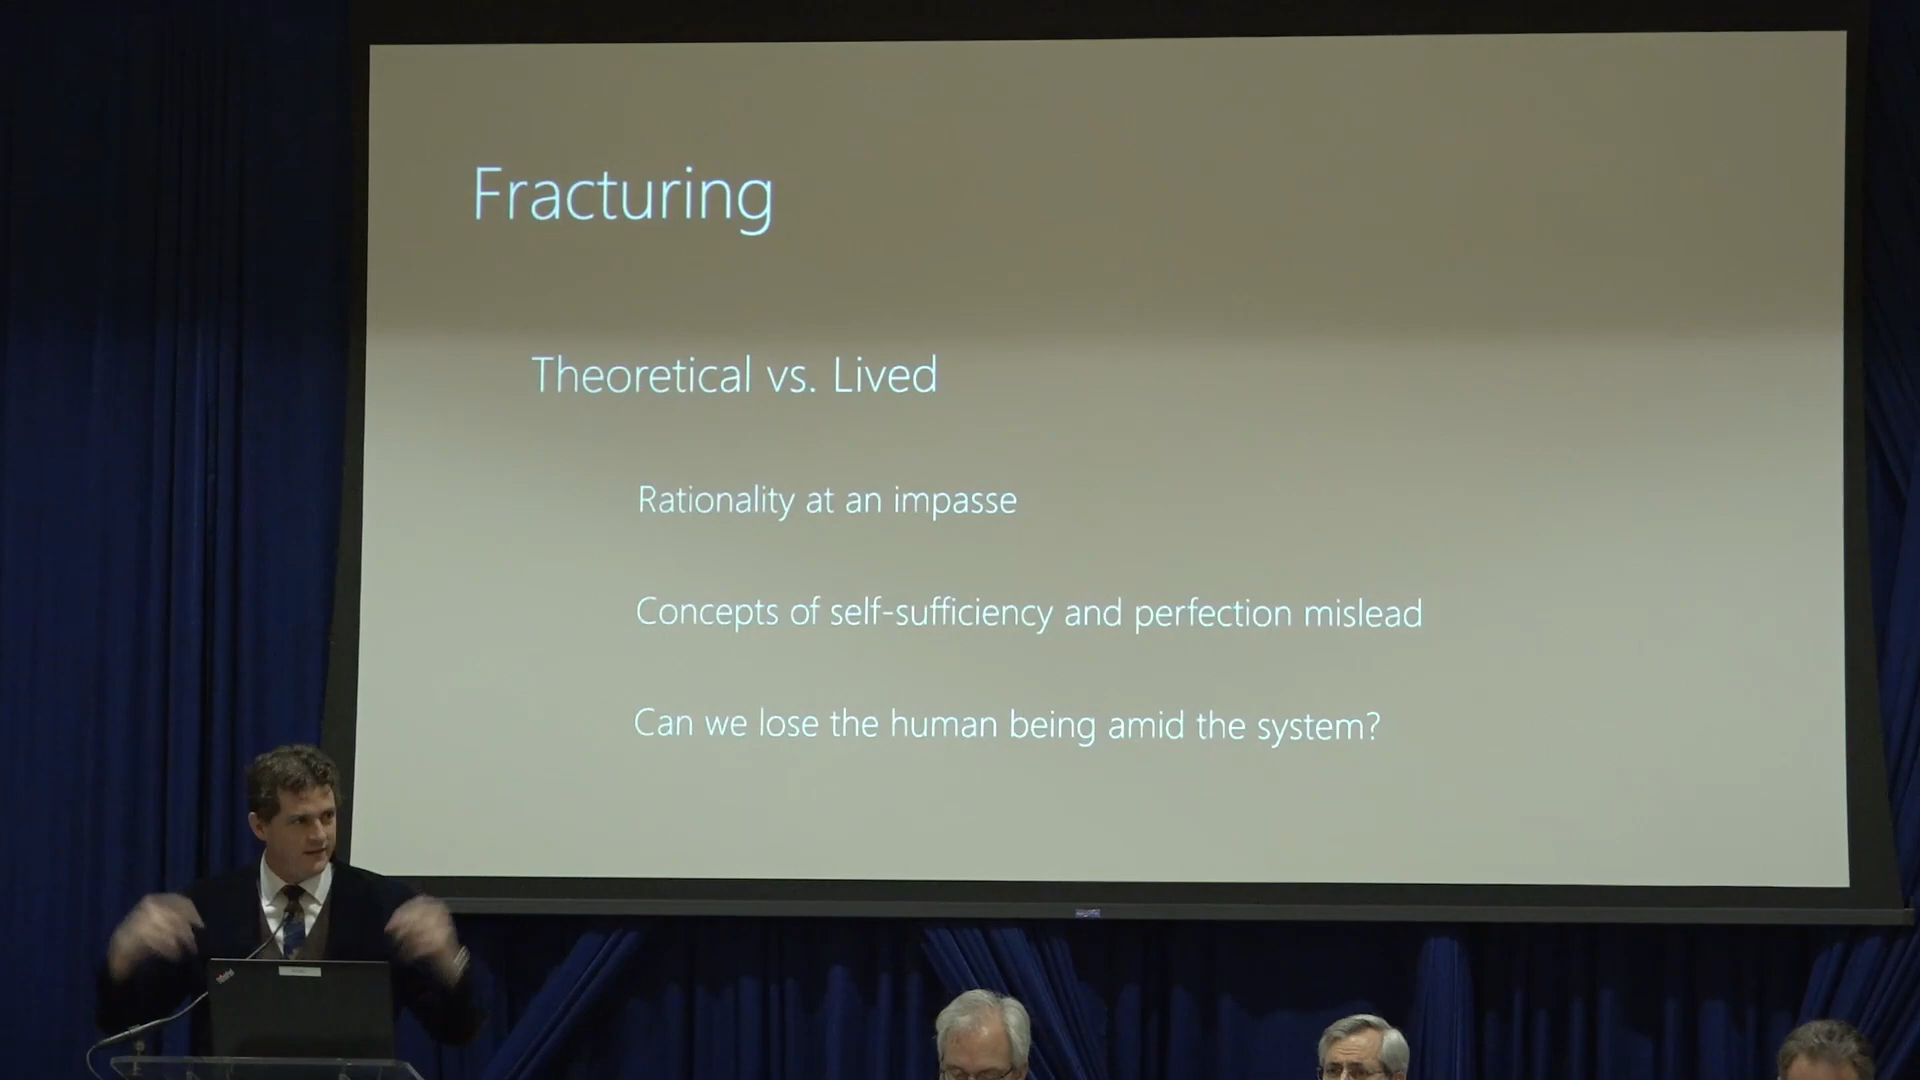 Fracturing
Theoretical vs. Lived
Rationality at an impasse
Concepts of self-sufficiency and perfection mislead
Can we lose the human being amid the system?